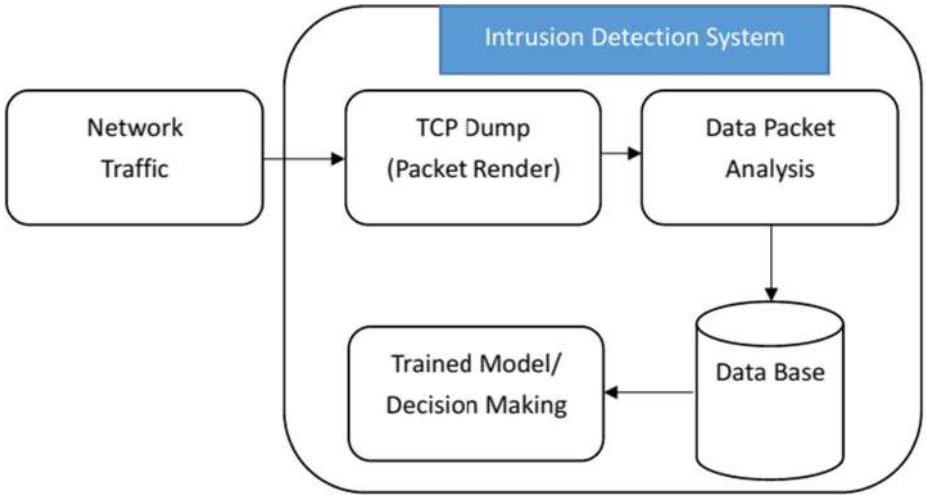 Intrusion Detection System
Network
Traffic
TCP Dump
(Packet Render)
Data Packet
Analysis
Data Base
Trained Model/
Decision Making